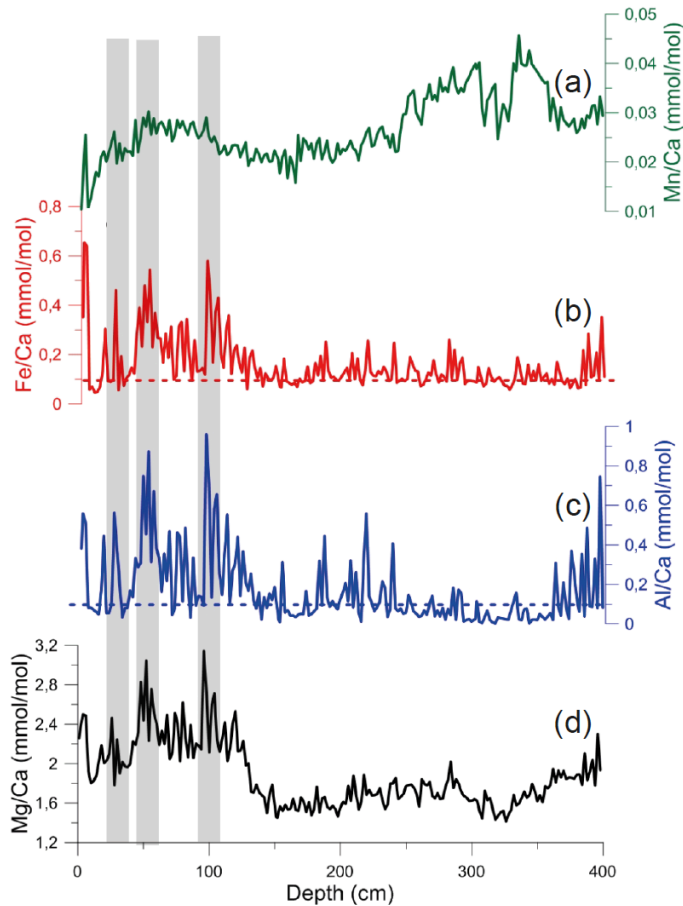 0,05
0,04
0,03
0,02
0,01
Mn/Ca (mmol/mol)
(a)
0,8
0,6
0,4
0,2
0
Fe/Ca (mmol/mol)
(b)
1
0,8
0,6
0,4
0,2
0
Al/Ca (mmol/mol)
(c)
3,2
2,8
2,4
2
1,6
1,2
Mg/Ca (mmol/mol)
(d)
0 100 200 300 400
Depth (cm)